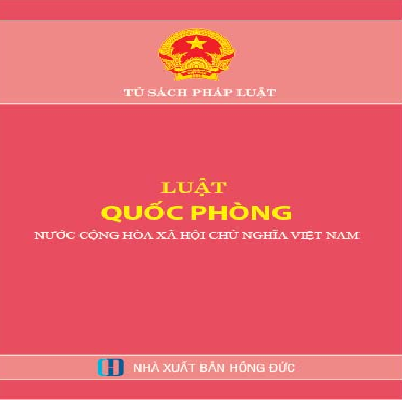 TỦ SÁCH PHÁP LUẬT
LUẬT
QUỐC PHÒNG
NƯỚC CỘNG HÒA XÃ HỘI CHỦ NGHĨA VIỆT NAM
NHÀ XUẤT BẢN HỒNG ĐỨC